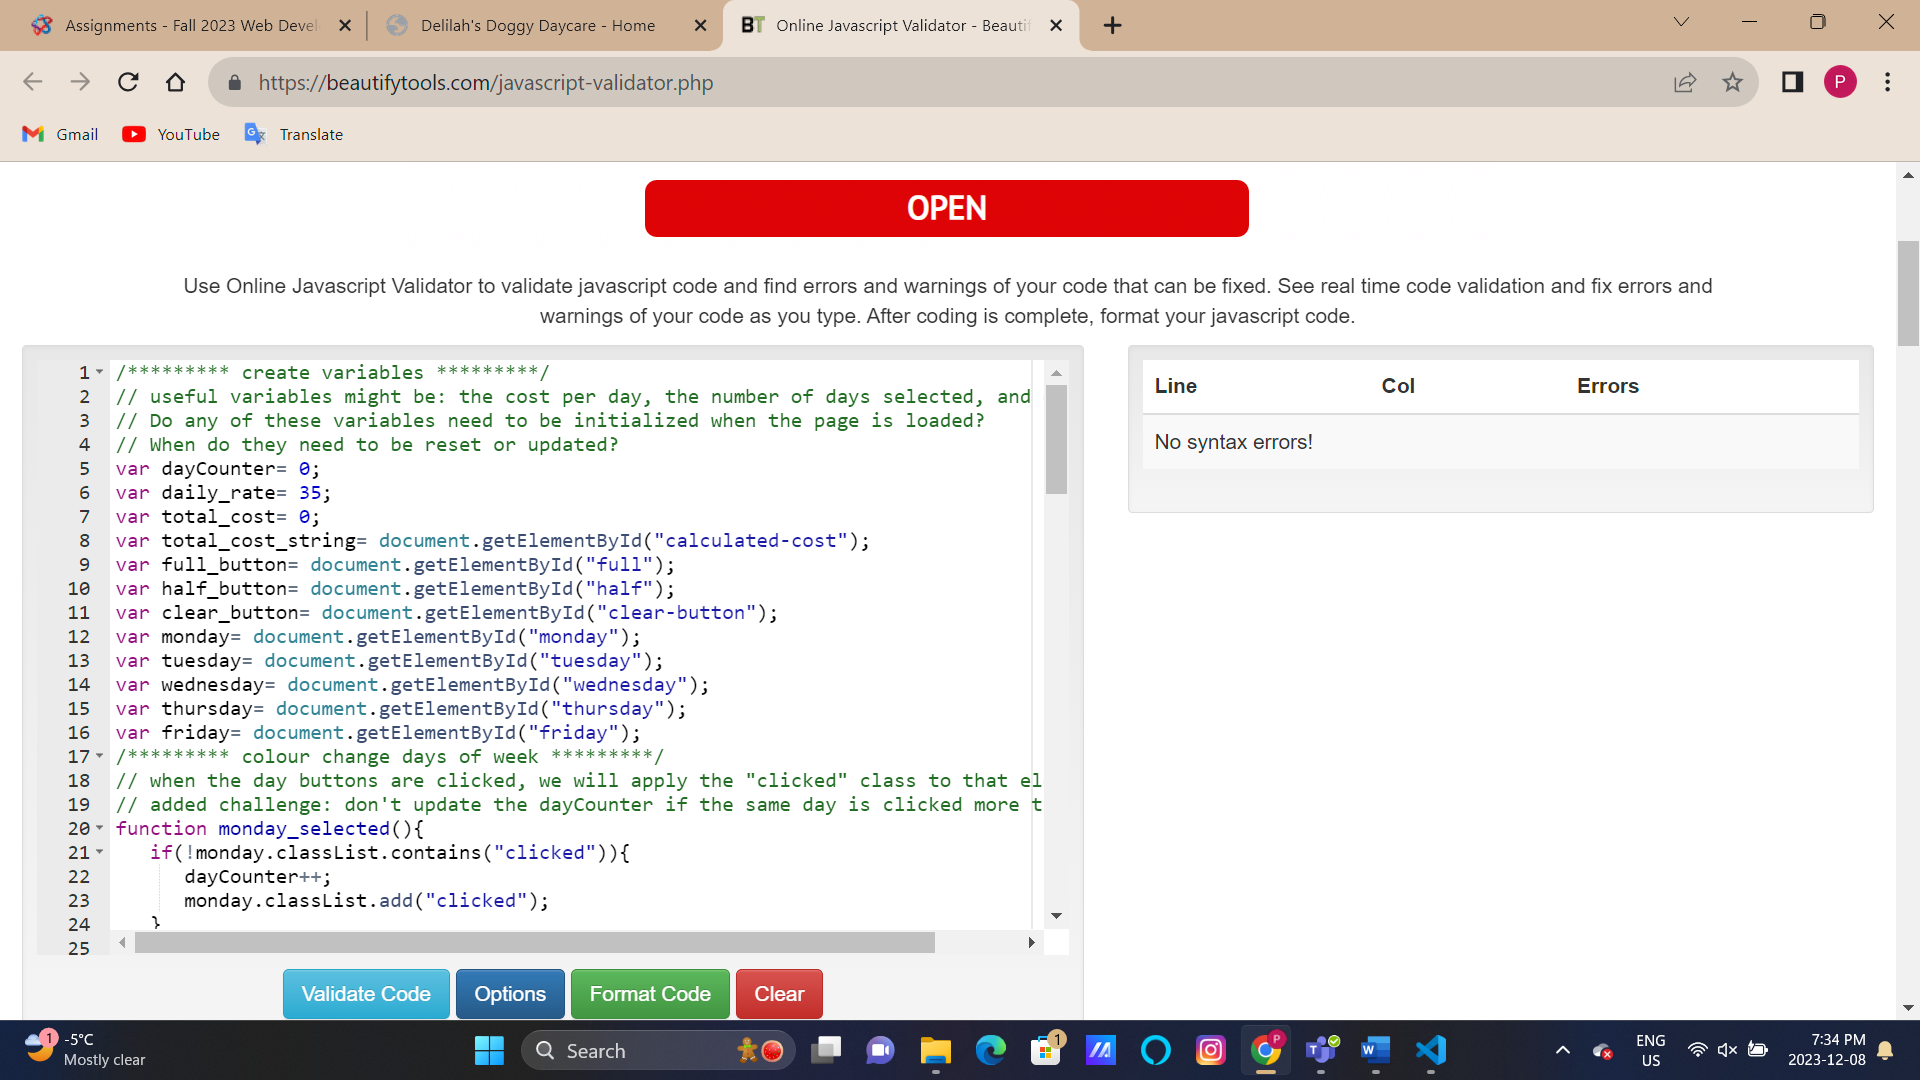 Assignments - Fall 2023 Web Devel
Delilah's Doggy Daycare - Home
BT Online Javascript Validator - Beautif
https://beautifytools.com/javascript-validator.php
P
Gmail
YouTube
Translate
OPEN
Use Online Javascript Validator to validate javascript code and find errors and warnings of your code that can be fixed. See real time code validation and fix errors and
warnings of your code as you type. After coding is complete, format your javascript code.
1 /********* create variables *********/
2 // useful variables might be: the cost per day, the number of days selected, and
3 // Do any of these variables need to be initialized when the page is loaded?
4 // When do they need to be reset or updated?
5 var dayCounter= 0;
6 var daily_rate= 35;
7 var total_cost= 0;
8 var total_cost_string= document.getElementById("calculated-cost");
9 var full_button= document.getElementById("full");
10 var half_button= document.getElementById("half");
11 var clear_button= document.getElementById("clear-button");
12 var monday= document.getElementById("monday");
13 var tuesday= document.getElementById("tuesday");
14 var wednesday= document.getElementById("wednesday");
15 var thursday= document.getElementById("thursday");
16 var friday= document.getElementById("friday");
17 /********* colour change days of week *********/
18 // when the day buttons are clicked, we will apply the "clicked" class to that el
19 // added challenge: don't update the dayCounter if the same day is clicked more t
20 function monday_selected(){
21 if(!monday.classList.contains("clicked")){
22 dayCounter++;
23 monday.classList.add("clicked");
24 }
25
Line Col Errors
No syntax errors!
Validate Code
Options
Format Code
Clear
1
-5°C
Mostly clear
Search
1
P
ENG
US
7:34 PM
2023-12-08